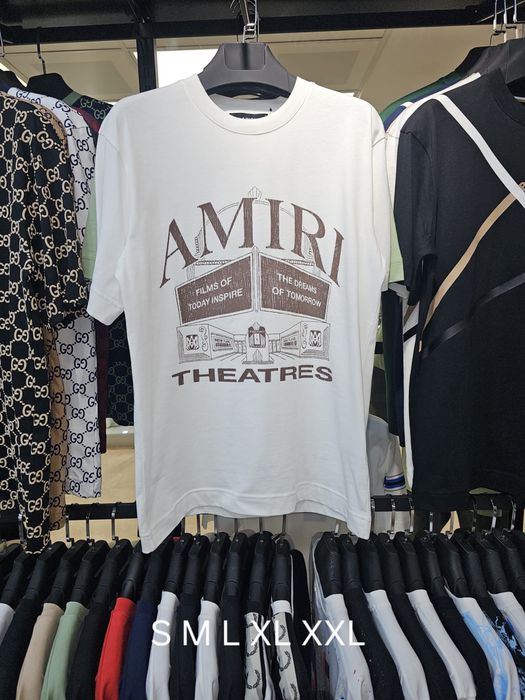 AMIRI
FILMS OF
TODAY INSPIRE
THE DREAMS
OF TOMORROW
THEATRES
S M L XL XXL